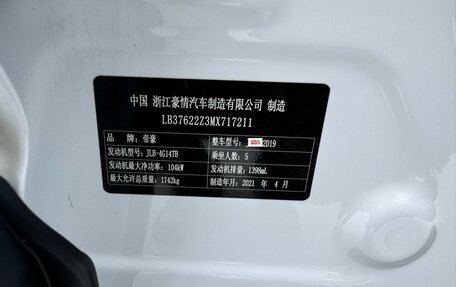 中国 浙江豪情汽车制造有限公司 制造
LB37622Z3MX717211
品 牌：帝豪 整车型号: 2019
发动机型号：JLB-4G14TB 乘坐人数：5
发动机最大净功率：104kW 发动机排量：1398mL
最大允许总质量：1742kg 制造年月：2021 年 4 月